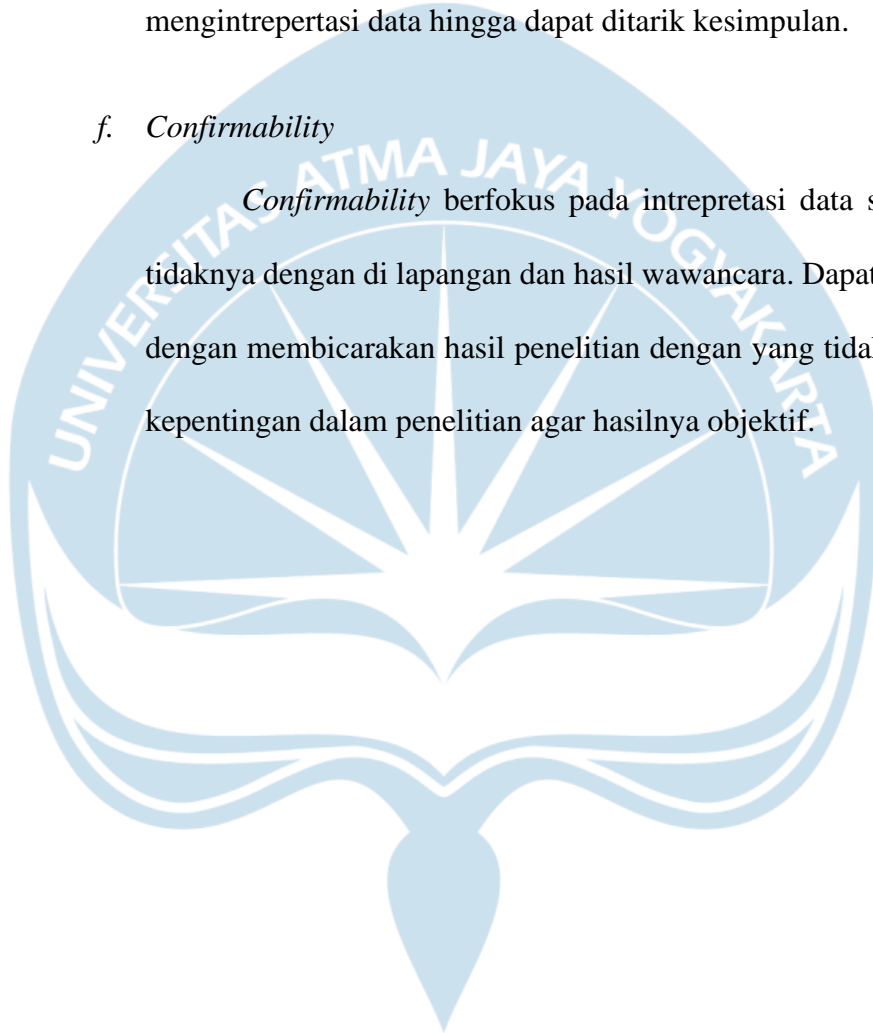 mengintrepertasi data hingga dapat ditarik kesimpulan.
f. Confirmability
UNIVERSITAS ATMA JAYA YOGYAKARTA
Confirmability berfokus pada intrepretasi data s
tidaknya dengan di lapangan dan hasil wawancara. Dapat
dengan membicarakan hasil penelitian dengan yang
kepentingan dalam penelitian agar hasilnya objektif.